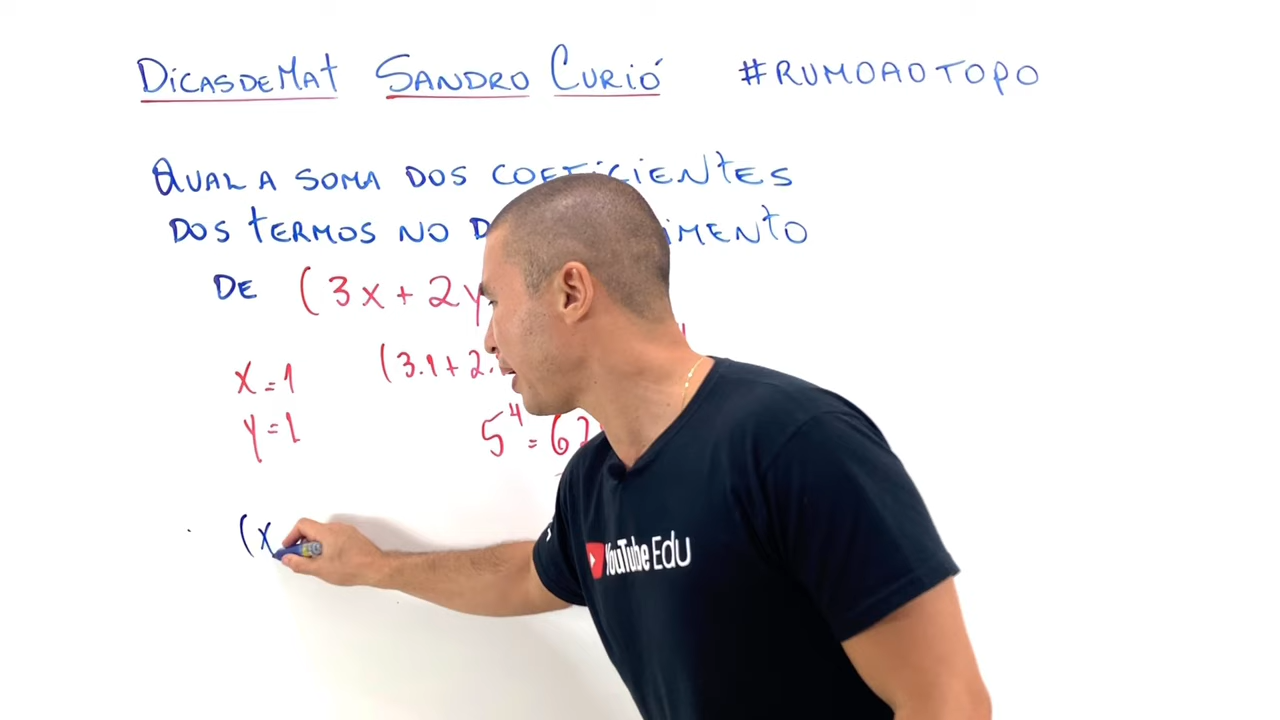 DicasdeMat Sandro Curió #RUMOAOTOPO
QUAL A SOMA DOS COEFICIENTES
DOS TERMOS NO
DE (3x + 2y
x = 1 (3.1 + 2.
y = 1 5⁴ = 62
(x
YouTube Edu